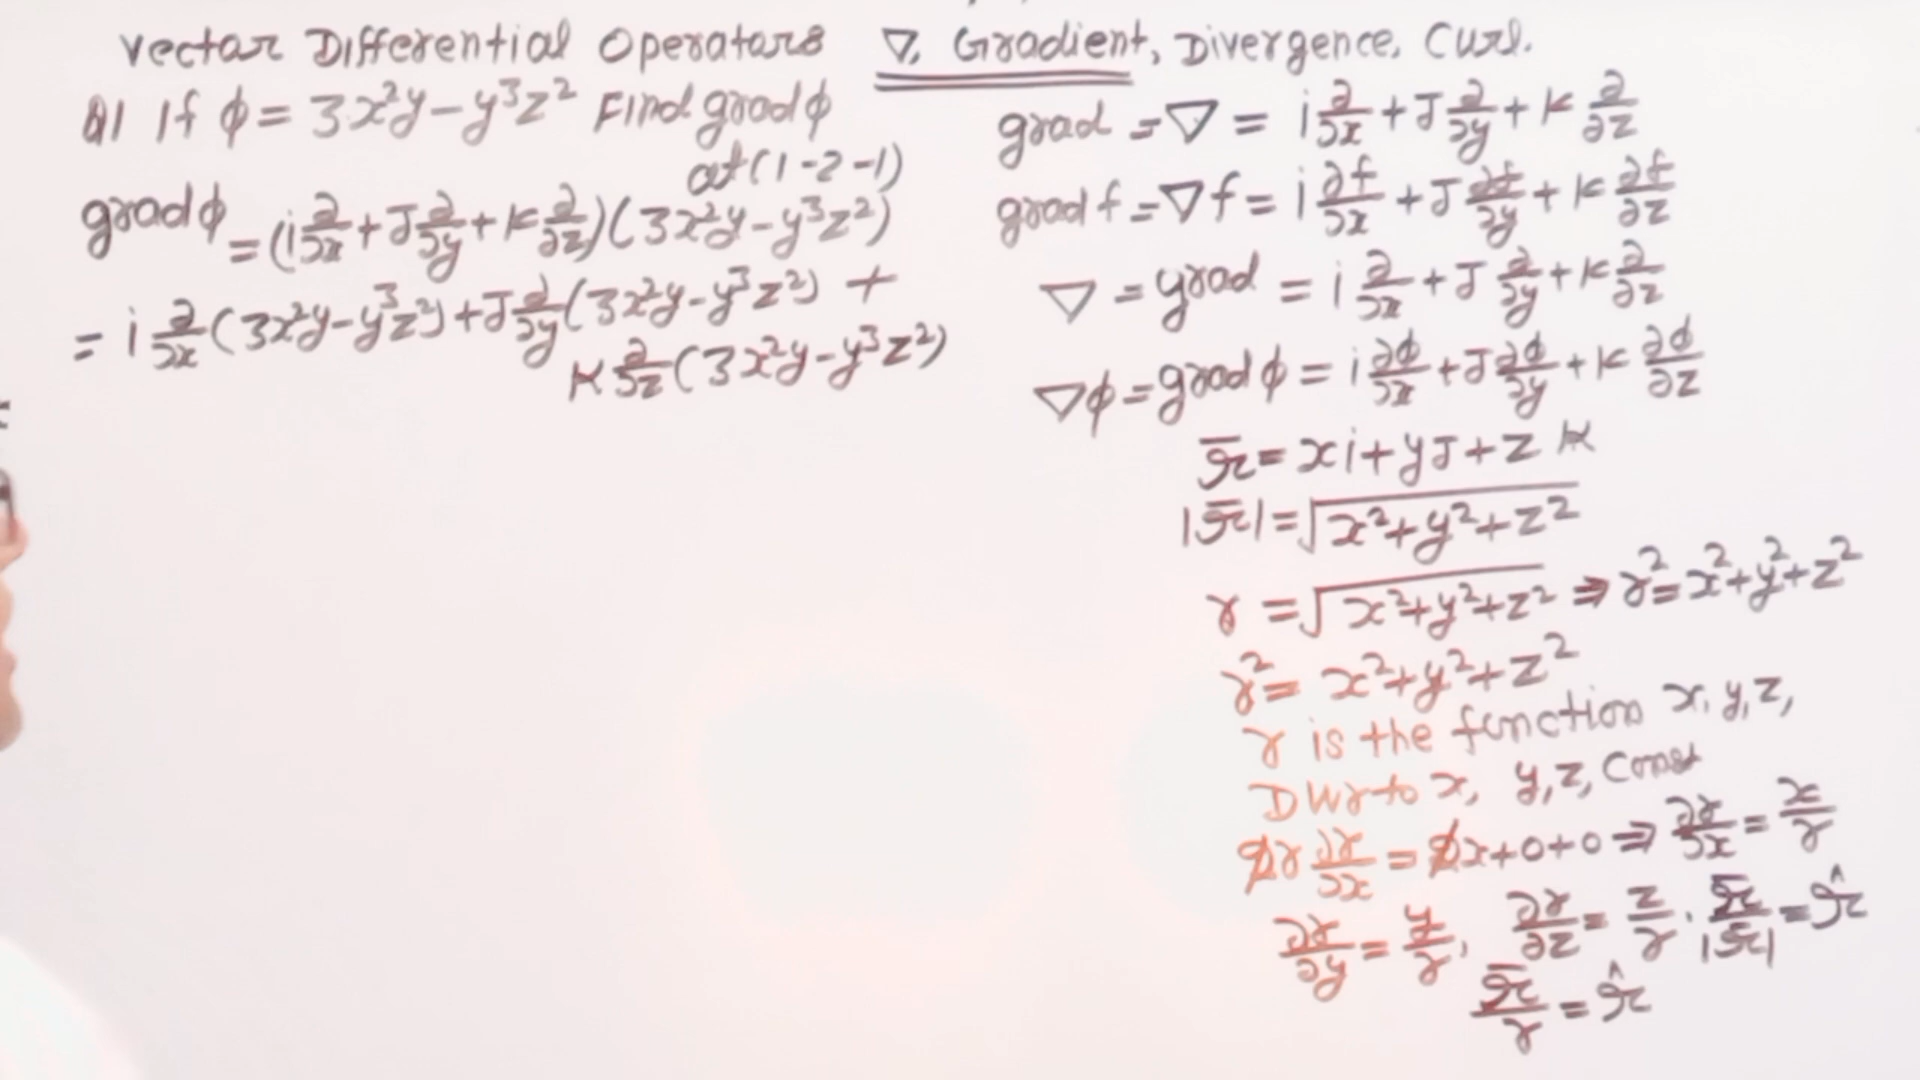 Vector Differential Operators ∇, Gradient, Divergence, Curl.
Q1 If ϕ = 3x²y - y³z² Find grad ϕ
at (1 -2 -1)
grad ϕ = (i ∂/∂x + J ∂/∂y + K ∂/∂z)(3x²y - y³z²)
= i ∂/∂x (3x²y - y³z²) + J ∂/∂y (3x²y - y³z²) +
K ∂/∂z (3x²y - y³z²)
grad = ∇ = i ∂/∂x + J ∂/∂y + K ∂/∂z
grad f = ∇f = i ∂f/∂x + J ∂f/∂y + K ∂f/∂z
∇ = grad = i ∂/∂x + J ∂/∂y + K ∂/∂z
∇ϕ = grad ϕ = i ∂ϕ/∂x + J ∂ϕ/∂y + K ∂ϕ/∂z
r̅ = xi + yJ + zK
|r̅| = √(x² + y² + z²)
r = √(x² + y² + z²) ⇒ r² = x² + y² + z²
r² = x² + y² + z²
r is the function x, y, z,
D w r to x, y, z, const
2r ∂r/∂x = 2x + 0 + 0 ⇒ ∂r/∂x = x/r
∂r/∂y = y/r, ∂r/∂z = z/r . r̅/|r̅| = r̂
r̅/r = r̂